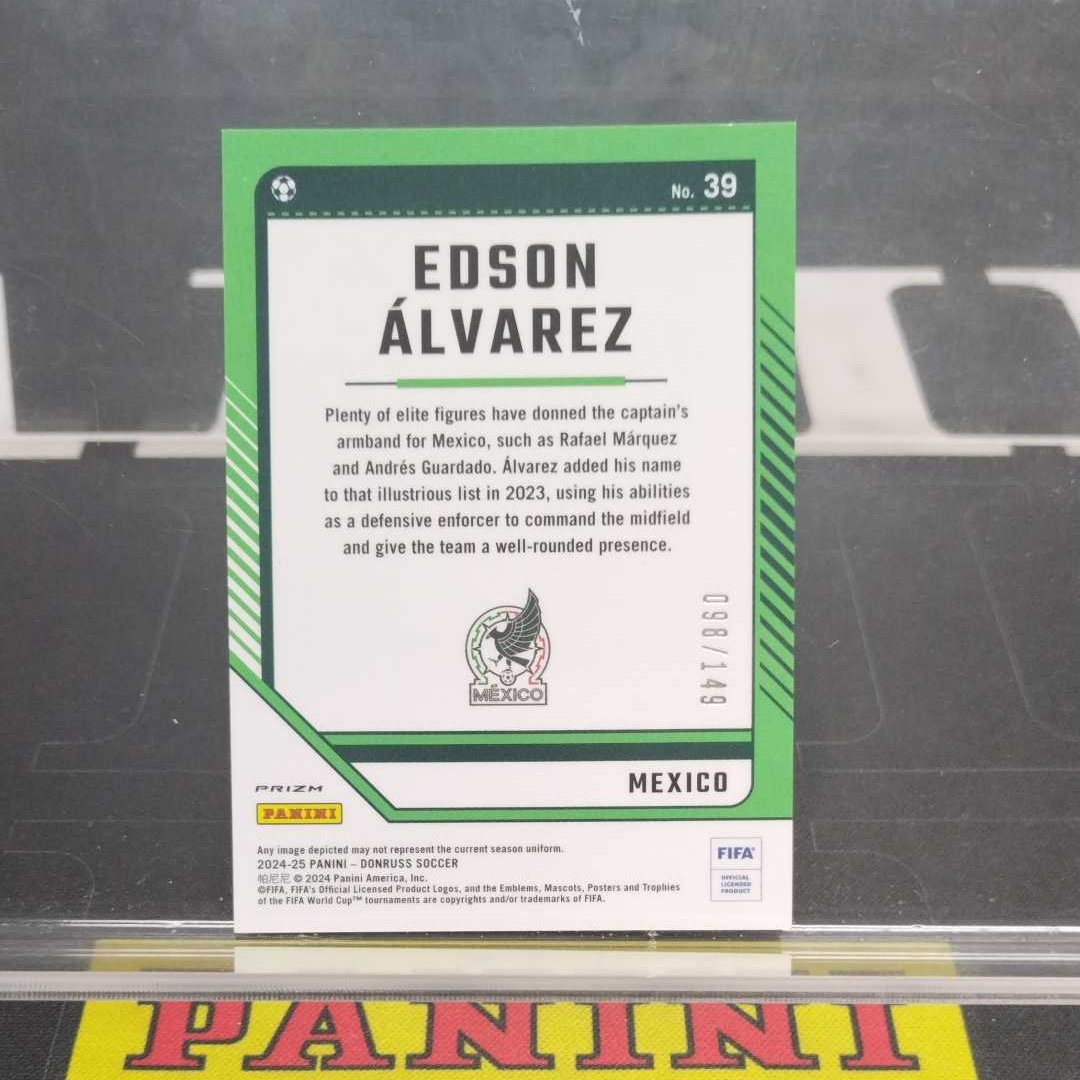 No. 39
EDSON
ÁLVAREZ
Plenty of elite figures have donned the captain's
armband for Mexico, such as Rafael Márquez
and Andrés Guardado. Álvarez added his name
to that illustrious list in 2023, using his abilities
as a defensive enforcer to command the midfield
and give the team a well-rounded presence.
098/149
MÉXICO
MEXICO
PRIZM
PANINI
Any image depicted may not represent the current season uniform.
2024-25 PANINI – DONRUSS SOCCER
帕尼尼 © 2024 Panini America, Inc.
©FIFA, FIFA's Official Licensed Product Logos, and the Emblems, Mascots, Posters and Trophies
of the FIFA World Cup™ tournaments are copyrights and/or trademarks of FIFA.
FIFA®
OFFICIAL
LICENSED
PRODUCT
PANINI